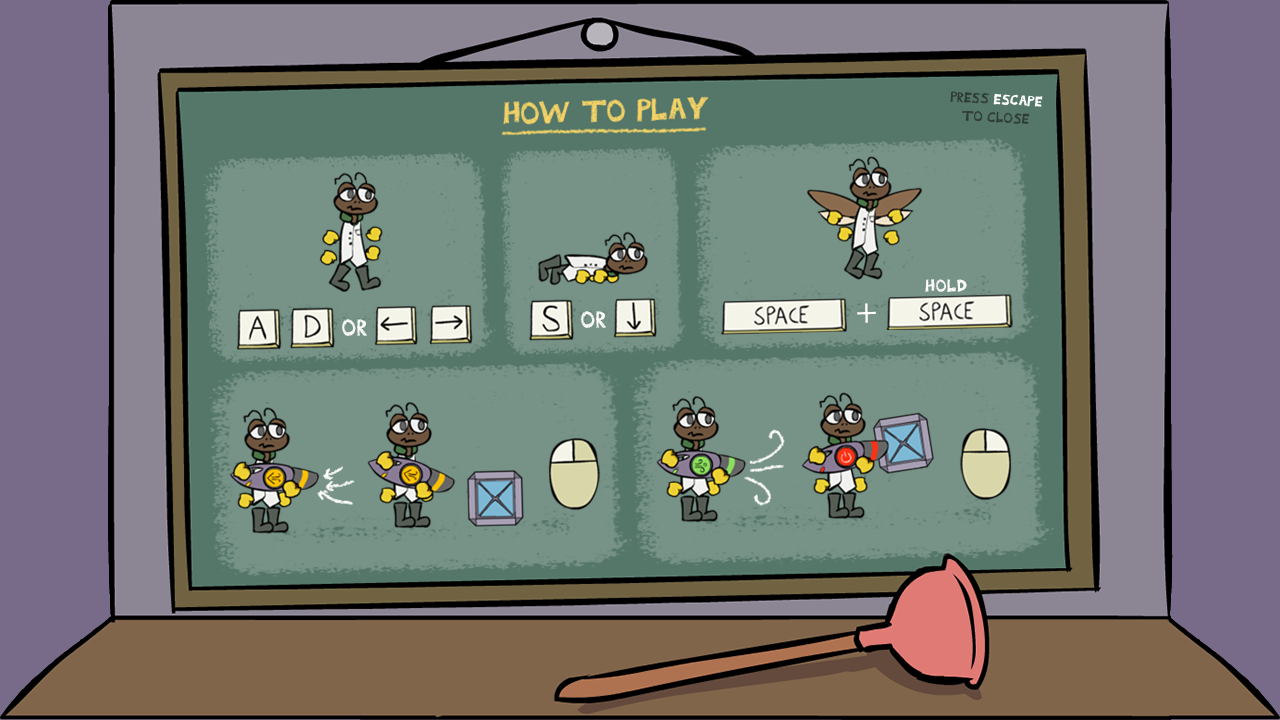 HOW TO PLAY
PRESS ESCAPE
TO CLOSE
A D OR ← →
S OR ↓
HOLD
SPACE + SPACE